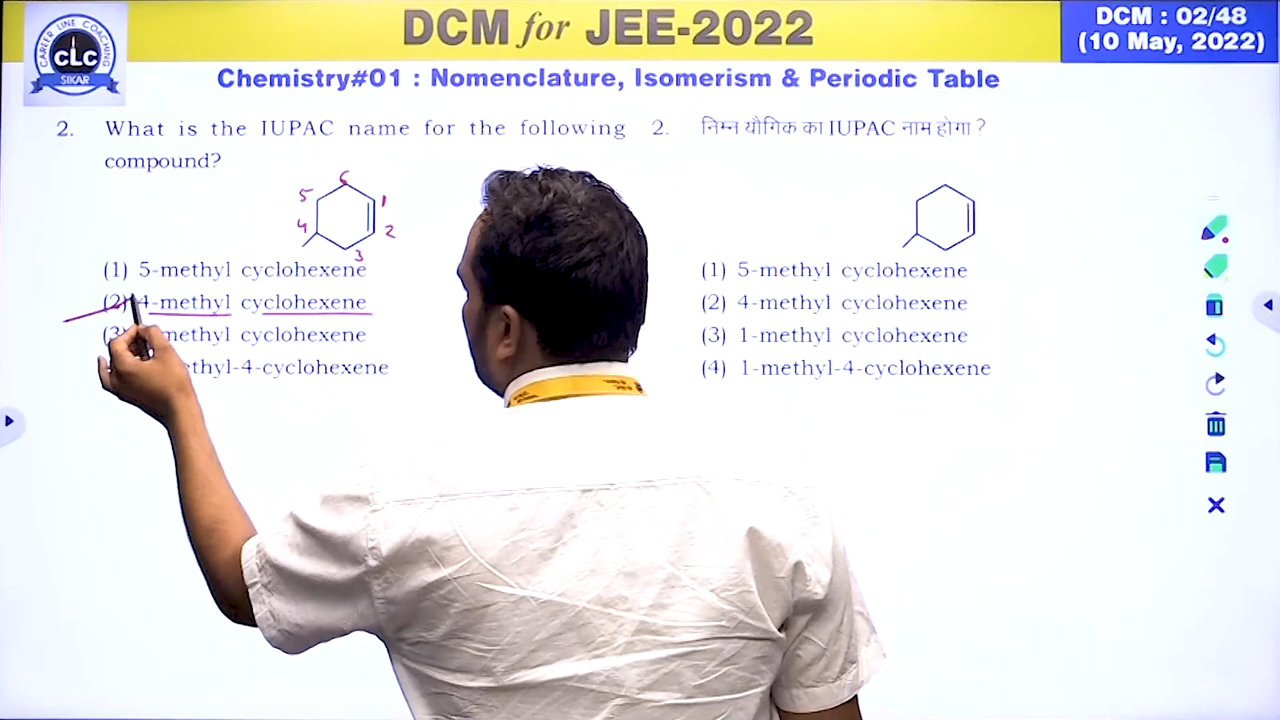 DCM for JEE-2022
DCM : 02/48
(10 May, 2022)
CAREER LINE COACHING
CLC
SIKAR
Chemistry#01 : Nomenclature, Isomerism & Periodic Table
2. What is the IUPAC name for the following
compound?
6
5
1
4
2
3
(1) 5-methyl cyclohexene
(2) 4-methyl cyclohexene
(3) methyl cyclohexene
ethyl-4-cyclohexene
2. निम्न यौगिक का IUPAC नाम होगा ?
(1) 5-methyl cyclohexene
(2) 4-methyl cyclohexene
(3) 1-methyl cyclohexene
(4) 1-methyl-4-cyclohexene